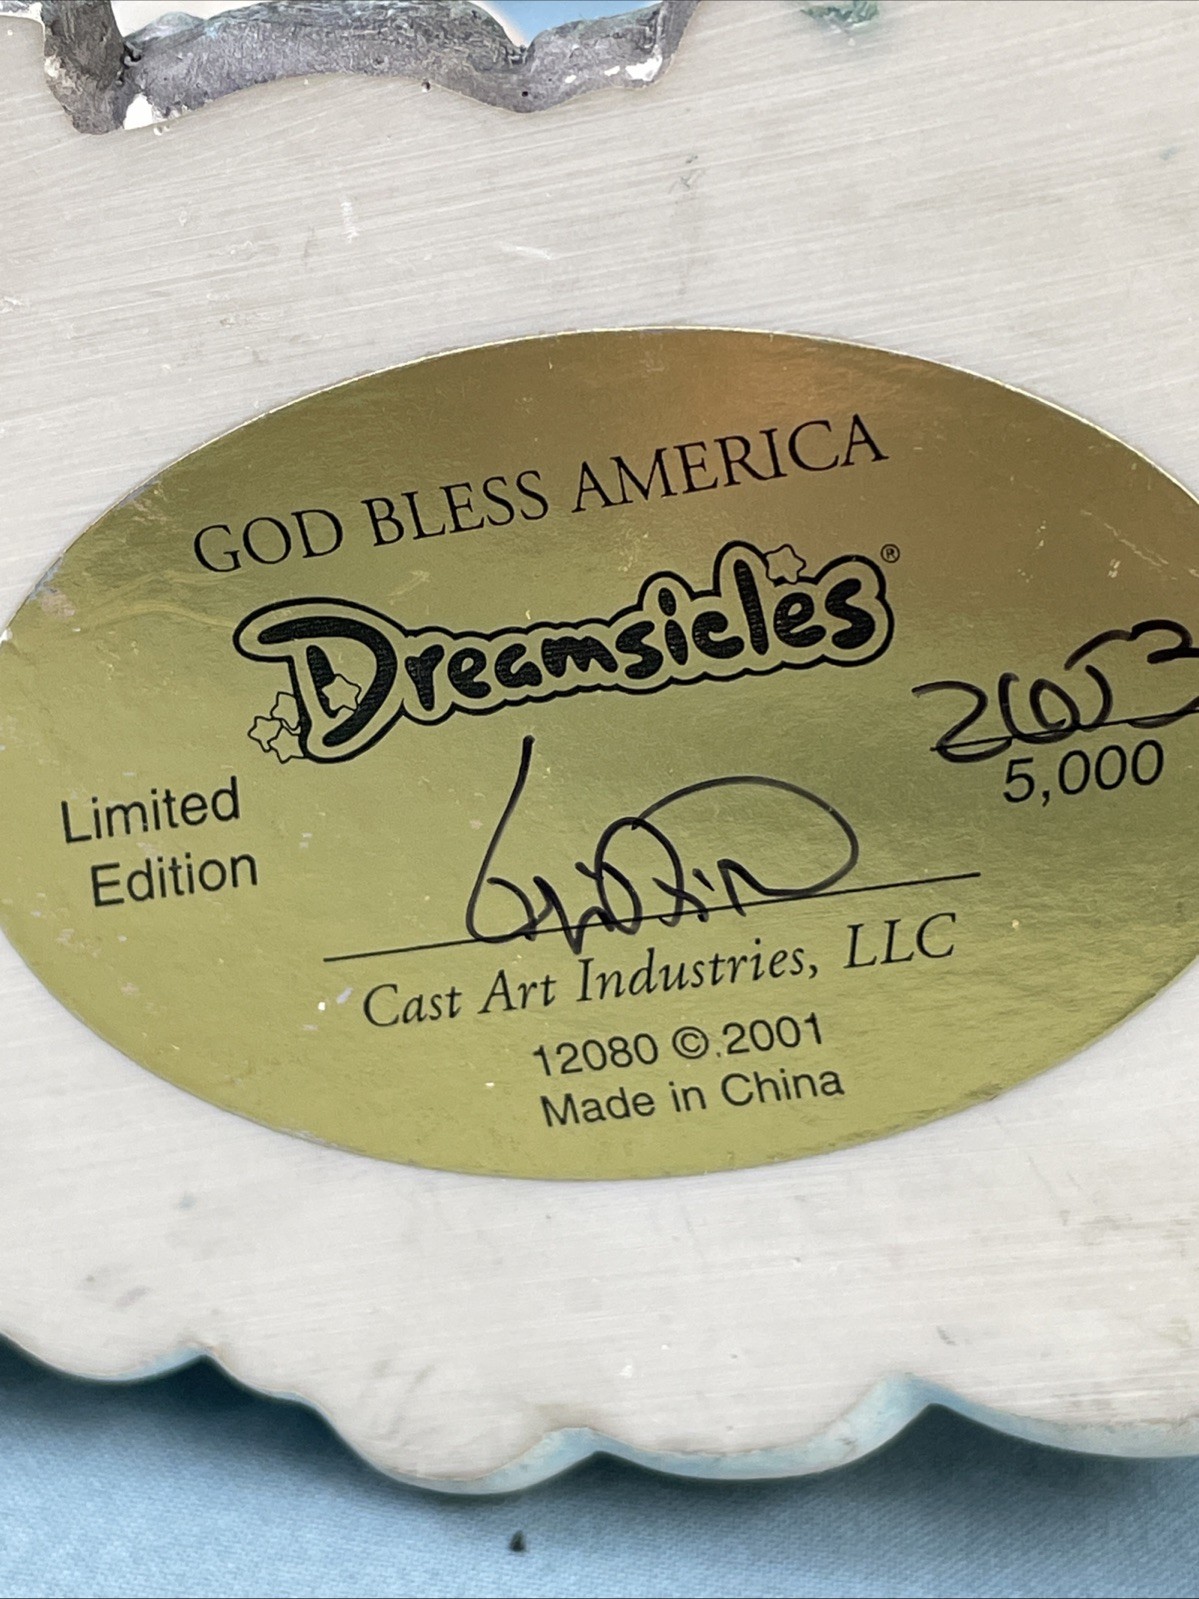 GOD BLESS AMERICA
Dreamsicles®
Limited
Edition
5,000
Cast Art Industries, LLC
12080 © 2001
Made in China